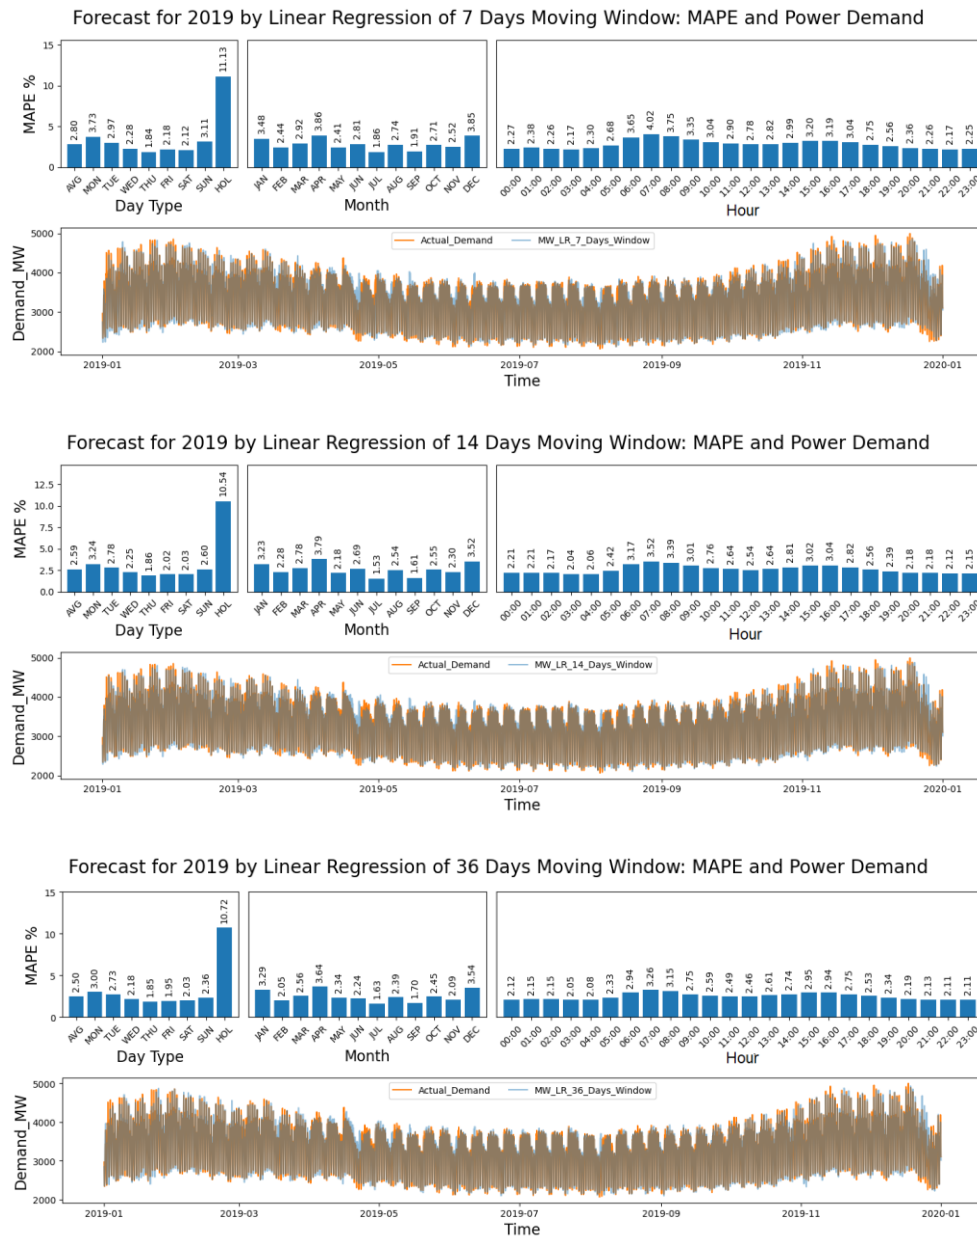 Forecast for 2019 by Linear Regression of 7 Days Moving Window: MAPE and Power Demand
MAPE %
15
10
5
0
2.80 3.73 2.97 2.28 1.84 2.18 2.12 3.11 11.13
AVG MON TUE WED THU FRI SAT SUN HOL
Day Type
3.48 2.44 2.92 3.86 2.41 2.81 1.86 2.74 1.91 2.71 2.52 3.85
JAN FEB MAR APR MAY JUN JUL AUG SEP OCT NOV DEC
Month
2.27 2.38 2.26 2.17 2.30 2.68 3.65 4.02 3.75 3.35 3.04 2.90 2.78 2.82 2.99 3.20 3.19 3.04 2.75 2.56 2.36 2.26 2.17 2.25
00:00 01:00 02:00 03:00 04:00 05:00 06:00 07:00 08:00 09:00 10:00 11:00 12:00 13:00 14:00 15:00 16:00 17:00 18:00 19:00 20:00 21:00 22:00 23:00
Hour
Demand_MW
5000
4000
3000
2000
Actual_Demand MW_LR_7_Days_Window
2019-01 2019-03 2019-05 2019-07 2019-09 2019-11 2020-01
Time
Forecast for 2019 by Linear Regression of 14 Days Moving Window: MAPE and Power Demand
MAPE %
12.5
10.0
7.5
5.0
2.5
0.0
2.59 3.24 2.78 2.25 1.86 2.02 2.03 2.60 10.54
AVG MON TUE WED THU FRI SAT SUN HOL
Day Type
3.23 2.28 2.78 3.79 2.18 2.69 1.53 2.54 1.61 2.55 2.30 3.52
JAN FEB MAR APR MAY JUN JUL AUG SEP OCT NOV DEC
Month
2.21 2.21 2.17 2.04 2.06 2.42 3.17 3.52 3.39 3.01 2.76 2.64 2.54 2.64 2.81 3.02 3.04 2.82 2.56 2.39 2.18 2.18 2.12 2.15
00:00 01:00 02:00 03:00 04:00 05:00 06:00 07:00 08:00 09:00 10:00 11:00 12:00 13:00 14:00 15:00 16:00 17:00 18:00 19:00 20:00 21:00 22:00 23:00
Hour
Demand_MW
5000
4000
3000
2000
Actual_Demand MW_LR_14_Days_Window
2019-01 2019-03 2019-05 2019-07 2019-09 2019-11 2020-01
Time
Forecast for 2019 by Linear Regression of 36 Days Moving Window: MAPE and Power Demand
MAPE %
15
10
5
0
2.50 3.00 2.73 2.18 1.85 1.95 2.03 2.36 10.72
AVG MON TUE WED THU FRI SAT SUN HOL
Day Type
3.29 2.05 2.56 3.64 2.34 2.24 1.63 2.39 1.70 2.45 2.09 3.54
JAN FEB MAR APR MAY JUN JUL AUG SEP OCT NOV DEC
Month
2.12 2.15 2.15 2.05 2.08 2.33 2.94 3.26 3.15 2.75 2.59 2.49 2.46 2.61 2.74 2.95 2.94 2.75 2.53 2.34 2.19 2.13 2.11 2.11
00:00 01:00 02:00 03:00 04:00 05:00 06:00 07:00 08:00 09:00 10:00 11:00 12:00 13:00 14:00 15:00 16:00 17:00 18:00 19:00 20:00 21:00 22:00 23:00
Hour
Demand_MW
5000
4000
3000
2000
Actual_Demand MW_LR_36_Days_Window
2019-01 2019-03 2019-05 2019-07 2019-09 2019-11 2020-01
Time